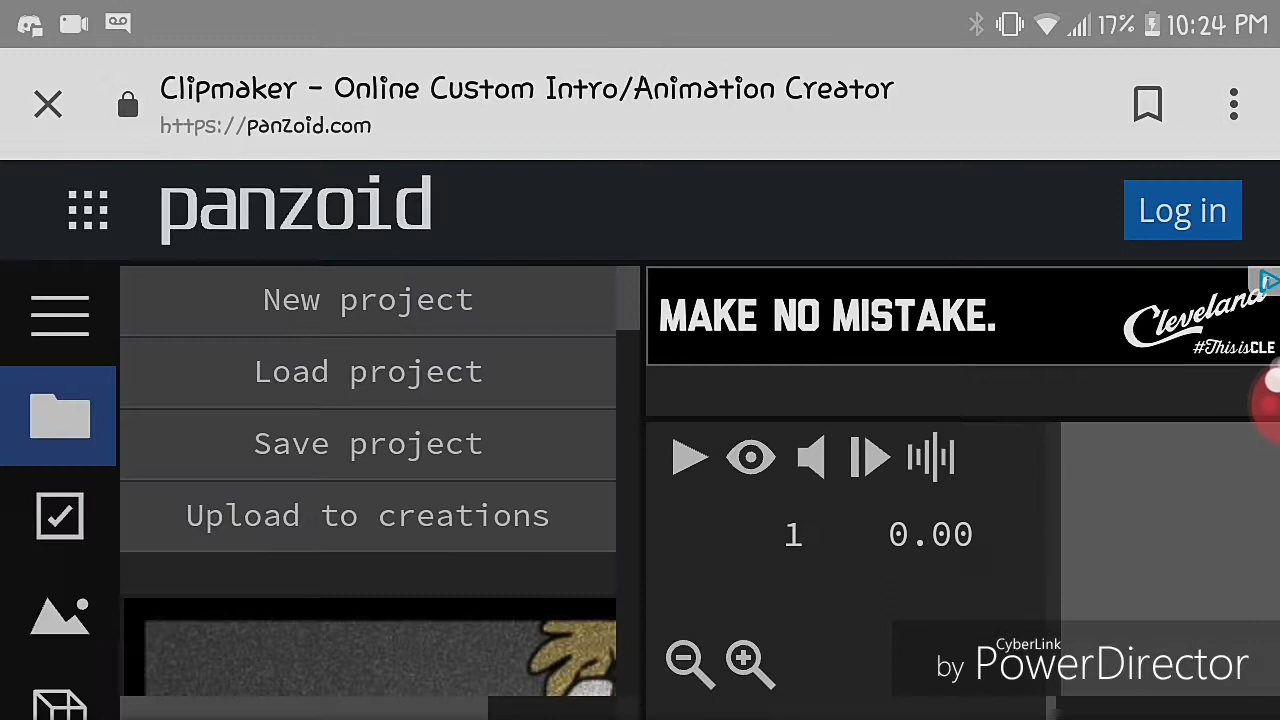 17% 10:24 PM
Clipmaker - Online Custom Intro/Animation Creator
https://panzoid.com
panzoid
Log in
New project
Load project
Save project
Upload to creations
MAKE NO MISTAKE.
Cleveland
#ThisisCLE
1 0.00
CyberLink
by PowerDirector